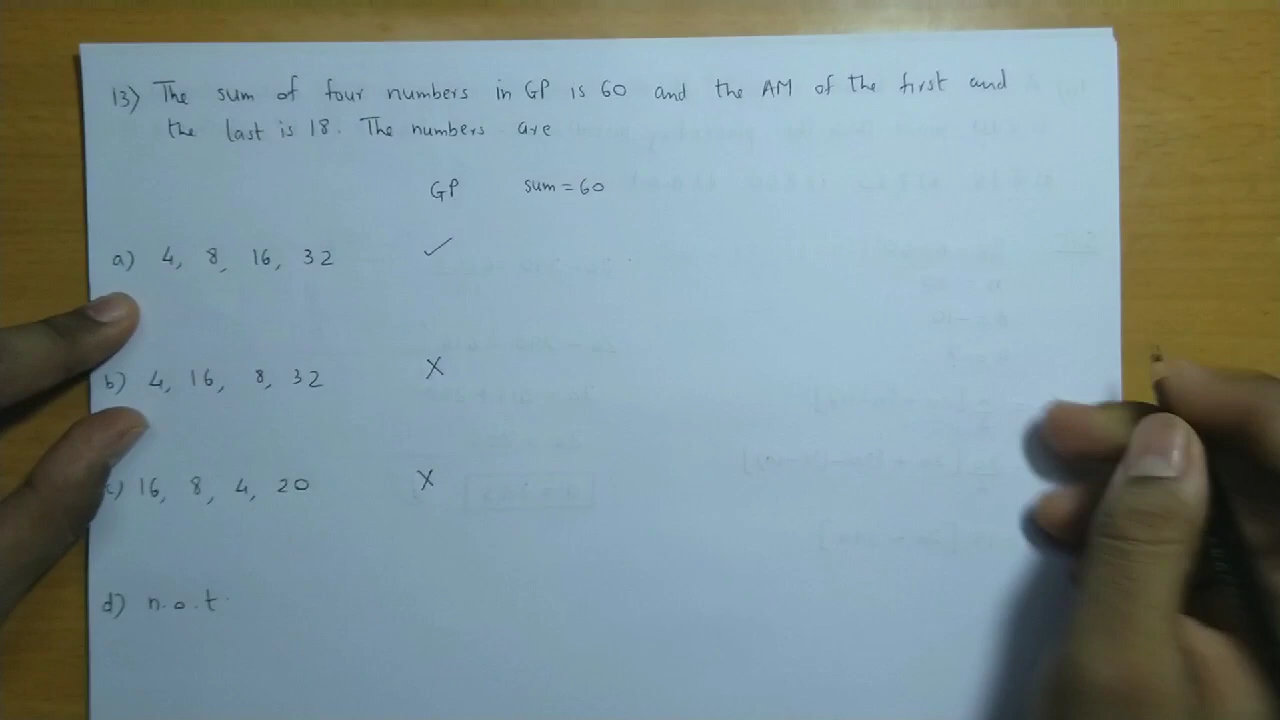 13) The sum of four numbers in GP is 60 and the AM of the first and
the last is 18. The numbers are
GP sum = 60
a) 4, 8, 16, 32 ✓
b) 4, 16, 8, 32 X
c) 16, 8, 4, 20 X
d) n.o.t.